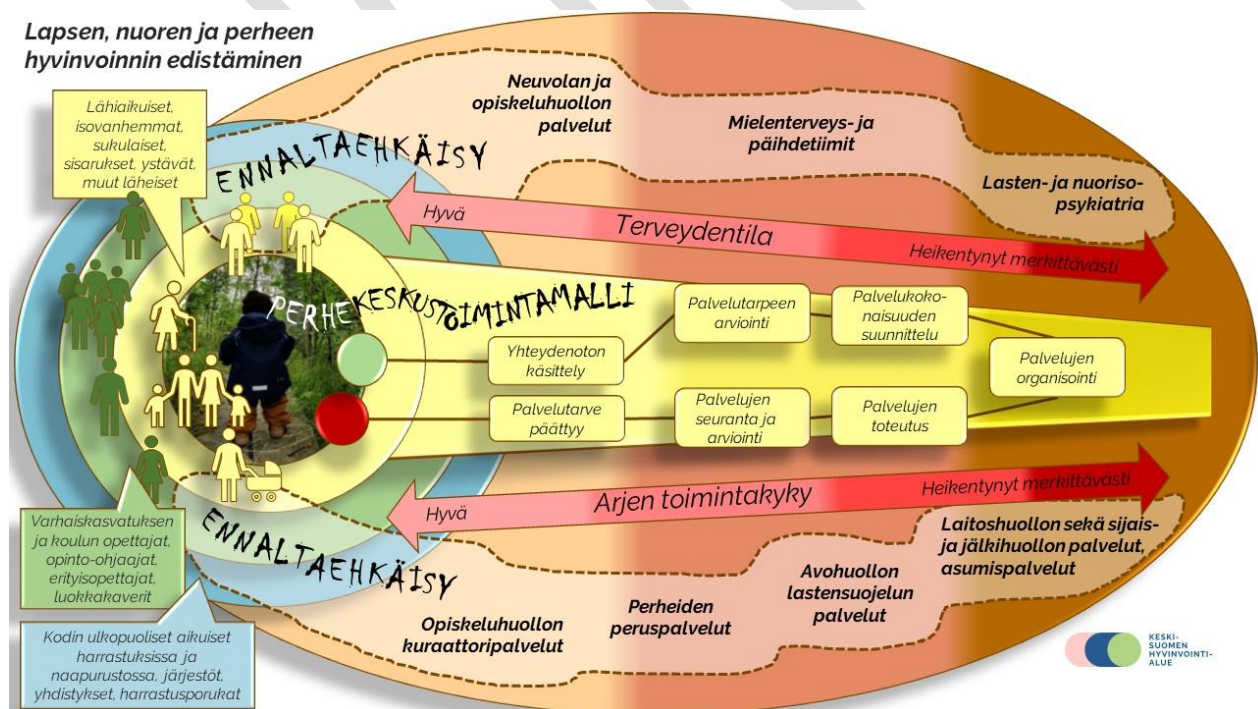 Lapsen, nuoren ja perheen
hyvinvoinnin edistäminen
Lähiaikuiset,
isovanhemmat,
sukulaiset,
sisarukset, ystävät,
muut läheiset
ENNALTAEHKÄISY
Neuvolan ja
opiskeluhuollon
palvelut
Mielenterveys- ja
päihdetiimit
Lasten- ja nuoriso-
psykiatria
Hyvä
Terveydentila
Heikentynyt merkittävästi
PERHEKESKUSTOIMINTAMALLI
Yhteydenoton
käsittely
Palvelutarpeen
arviointi
Palvelukoko-
naisuuden
suunnittelu
Palvelujen
organisointi
Palvelutarve
päättyy
Palvelujen
seuranta ja
arviointi
Palvelujen
toteutus
Hyvä
Arjen toimintakyky
Heikentynyt merkittävästi
ENNALTAEHKÄISY
Opiskeluhuollon
kuraattoripalvelut
Perheiden
peruspalvelut
Avohuollon
lastensuojelun
palvelut
Laitoshuollon sekä sijais-
ja jälkihuollon palvelut,
asumispalvelut
Varhaiskasvatuksen
ja koulun opettajat,
opinto-ohjaajat,
erityisopettajat,
luokkakaverit
Kodin ulkopuoliset aikuiset
harrastuksissa ja
naapurustossa, järjestöt,
yhdistykset, harrastusporukat
KESKI-
SUOMEN
HYVINVOINTI-
ALUE